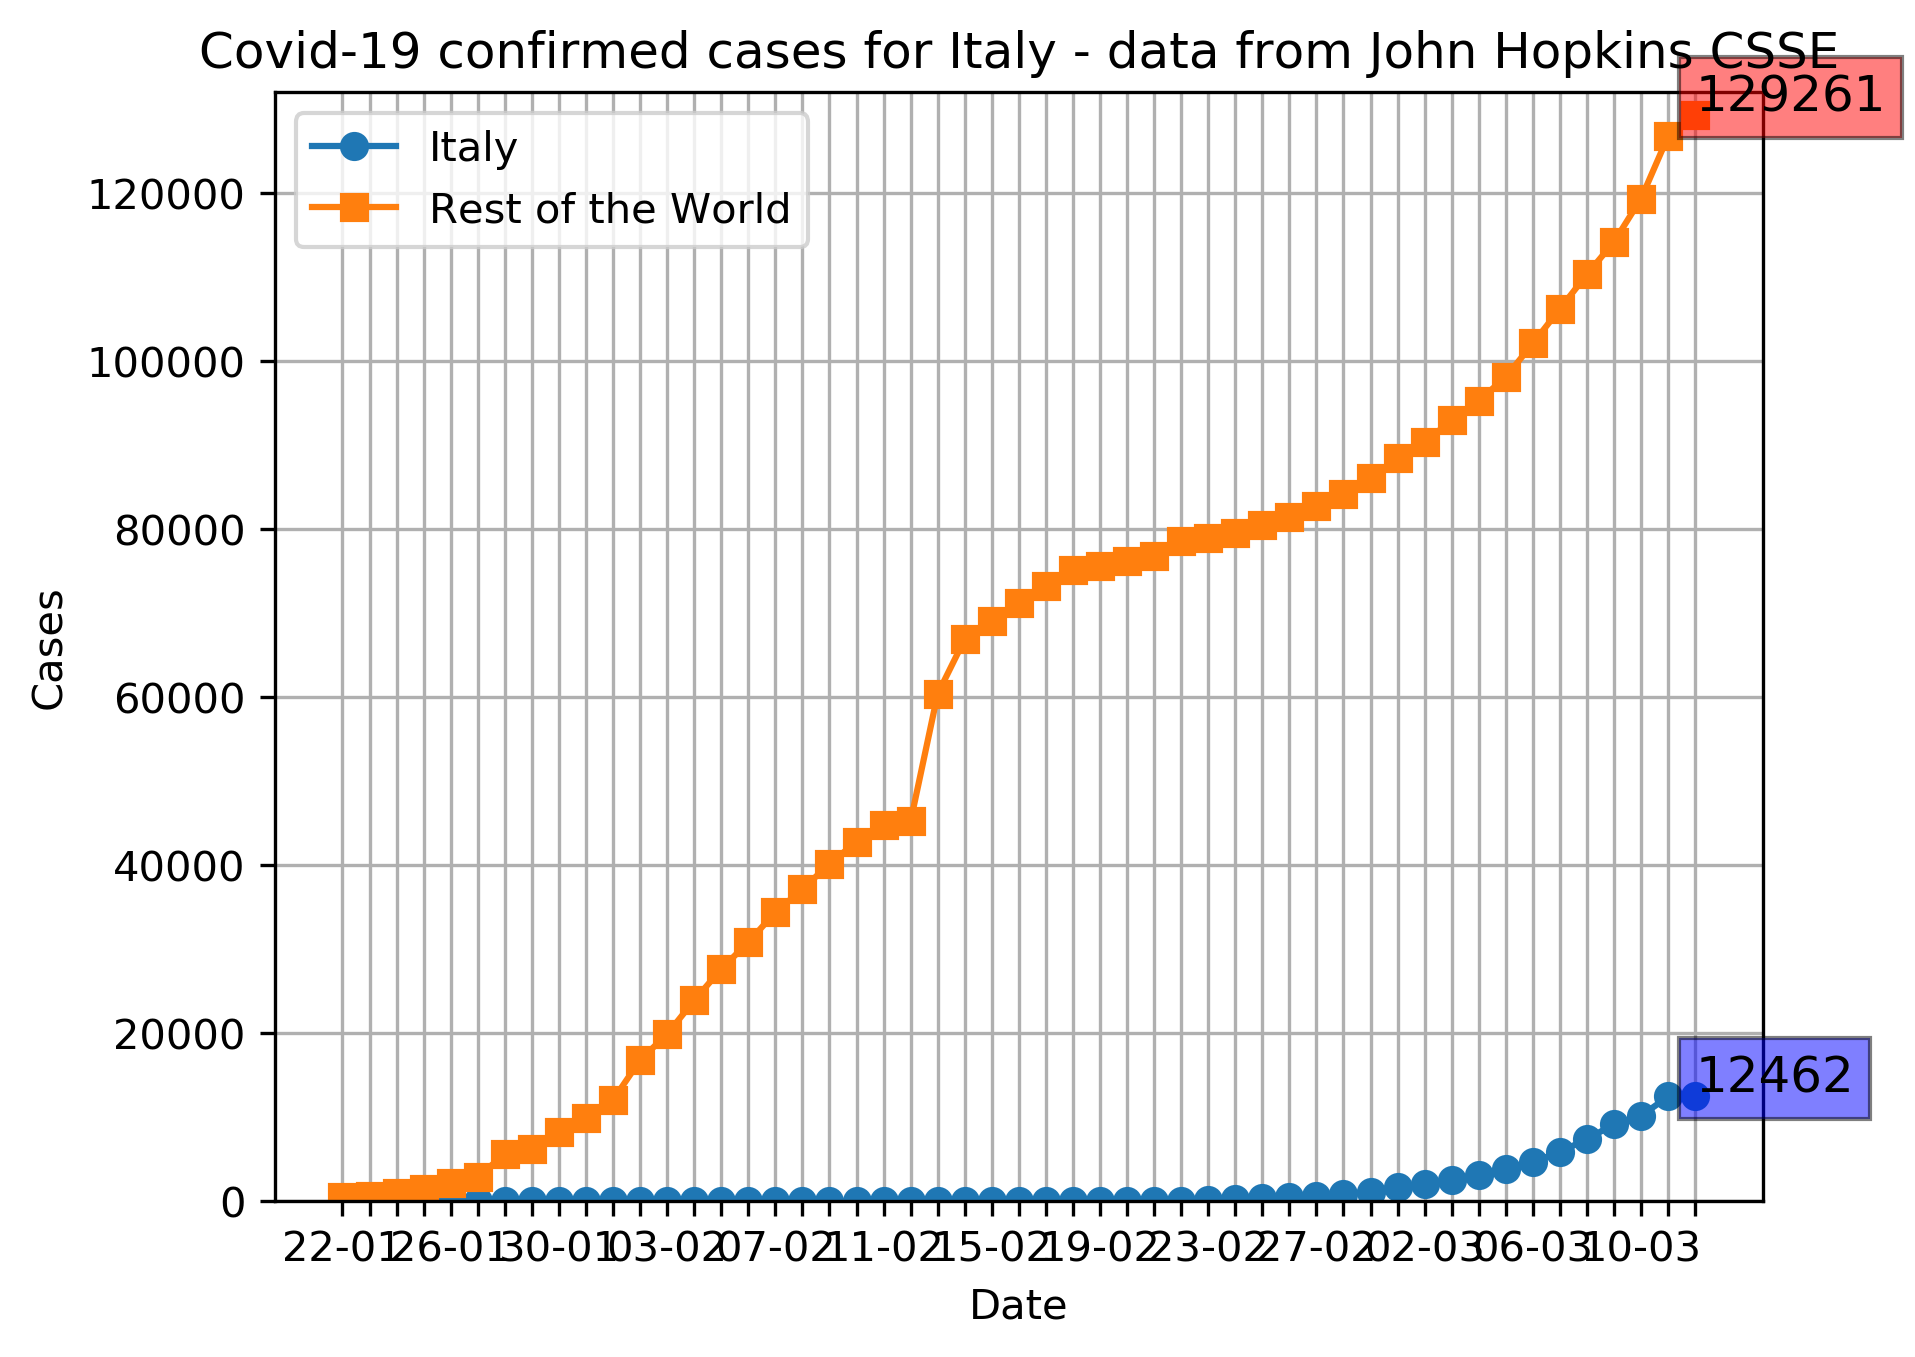 Covid-19 confirmed cases for Italy - data from John Hopkins CSSE
129261
Italy
Rest of the World
120000
100000
80000
60000
40000
20000
0
Cases
12462
22-01 26-01 30-01 03-02 07-02 11-02 15-02 19-02 23-02 27-02 02-03 06-03 10-03
Date